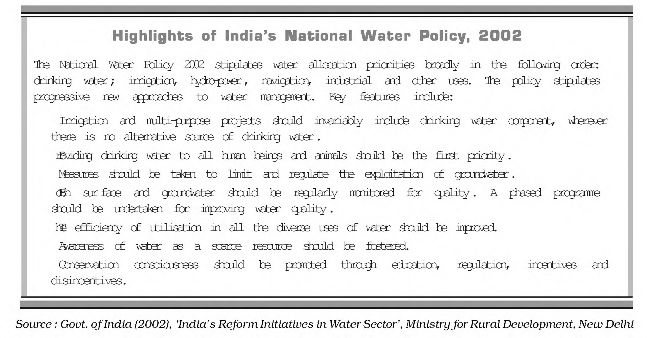 Highlights of India's National Water Policy, 2002
The National Water Policy 2002 stipulates water allocation priorities broadly in the following order:
drinking water; irrigation, hydro-power, navigation, industrial and other uses. The policy stipulates
progressive new approaches to water management. Key features include:
Irrigation and multi-purpose projects should invariably include drinking water component, wherever
there is no alternative source of drinking water.
drinking water to all human beings and animals should be the first priority.
Measures should be taken to limit and regulate the exploitation of groundwater.
surface and groundwater should be regularly monitored for quality. A phased programme
should be undertaken for improving water quality.
efficiency of utilisation in all the diverse uses of water should be improved.
Awareness of water as a scarce resource should be fostered.
Conservation consciousness should be promoted through education, regulation, incentives and
disincentives.
Source : Govt. of India (2002), 'India's Reform Initiatives in Water Sector', Ministry for Rural Development, New Delhi